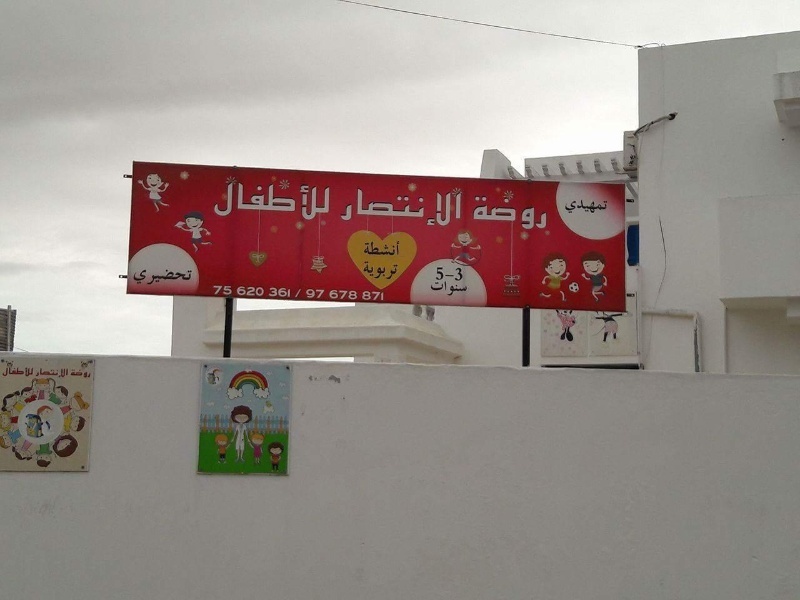 روضة الإنتصار للأطفال
تمهيدي
أنشطة
تربوية
3-5
سنوات
تحضيري
75 620 361 / 97 678 871
روضة الإنتصار للأطفال